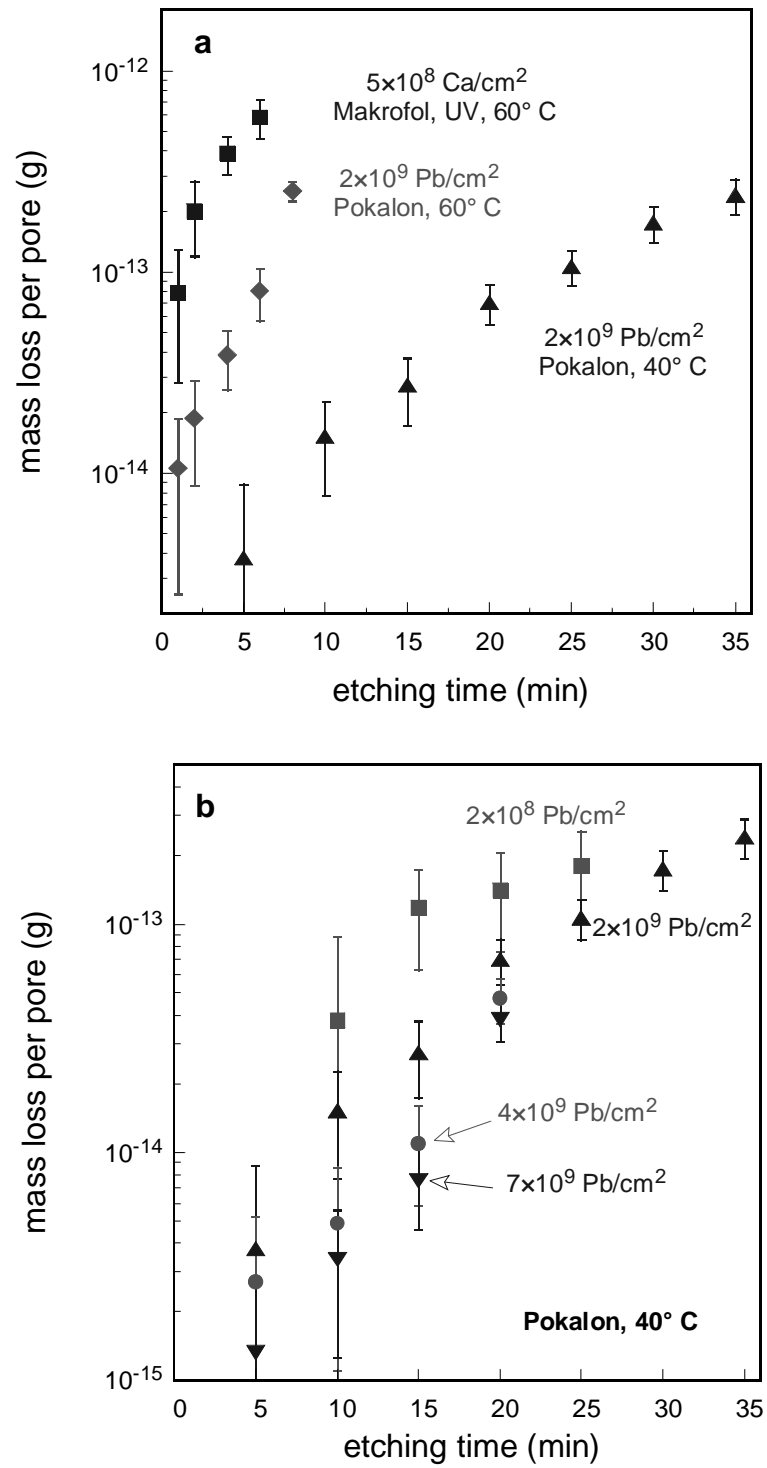 a
10⁻¹²
5×10⁸ Ca/cm²
Makrofol, UV, 60° C
2×10⁹ Pb/cm²
Pokalon, 60° C
10⁻¹³
2×10⁹ Pb/cm²
Pokalon, 40° C
10⁻¹⁴
mass loss per pore (g)
0 5 10 15 20 25 30 35
etching time (min)
b
2×10⁸ Pb/cm²
10⁻¹³
2×10⁹ Pb/cm²
4×10⁹ Pb/cm²
10⁻¹⁴
7×10⁹ Pb/cm²
mass loss per pore (g)
Pokalon, 40° C
10⁻¹⁵
0 5 10 15 20 25 30 35
etching time (min)